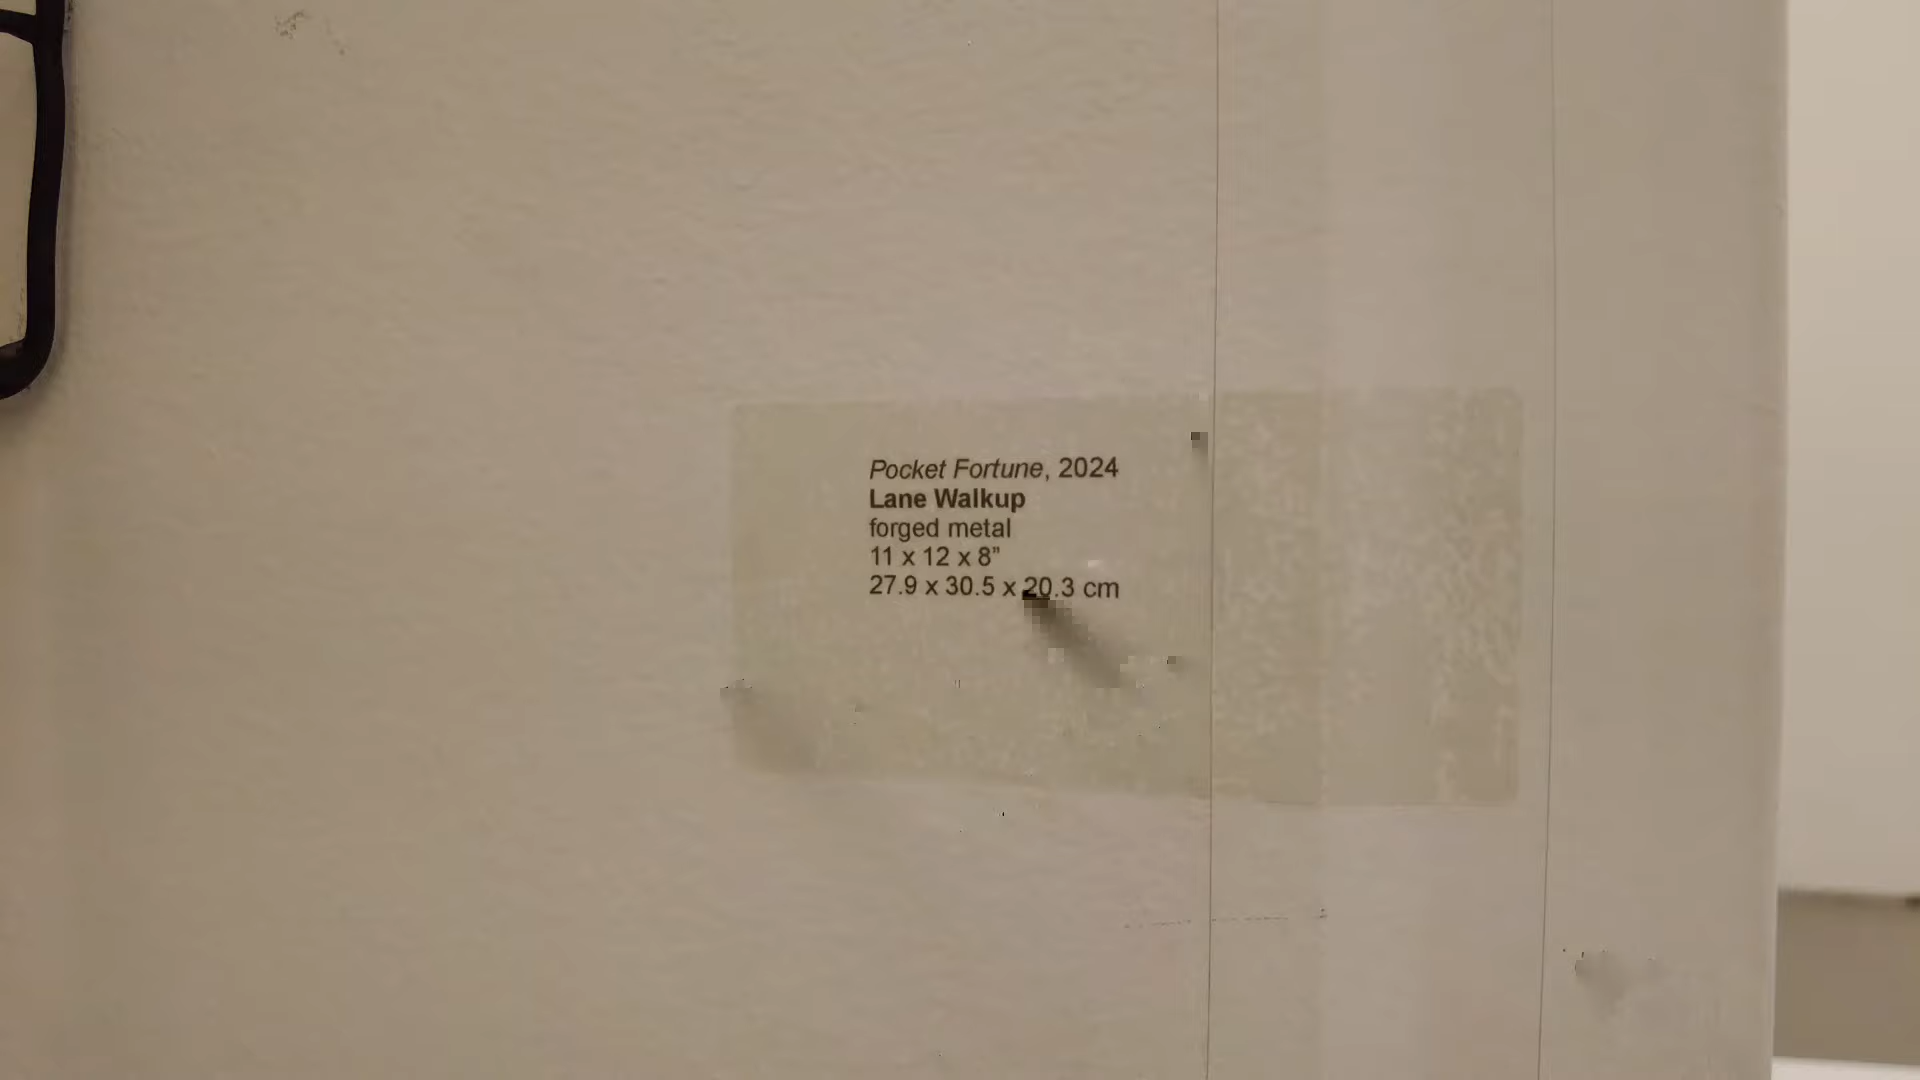 Pocket Fortune, 2024
Lane Walkup
forged metal
11 x 12 x 8”
27.9 x 30.5 x 20.3 cm